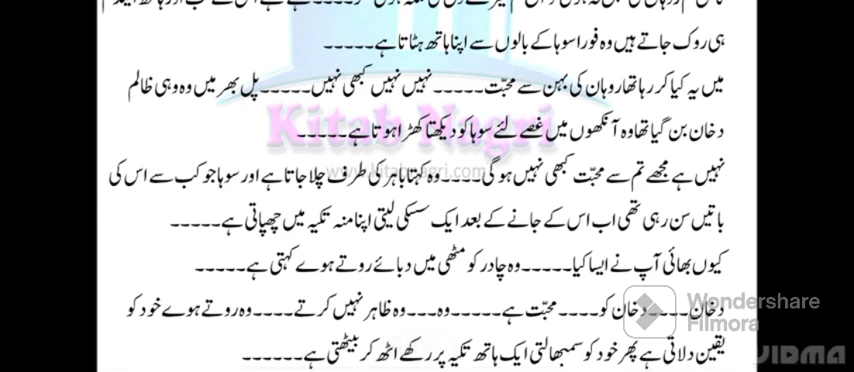 ہی روک جاتے ہیں وہ فورا سوہا کے بالوں سے اپنا ہاتھ ہٹاتا ہے۔۔۔۔۔
میں یہ کیا کر رہا تھا روہان کی بہن سے محبت۔۔۔۔۔نہیں نہیں کبھی نہیں۔۔۔۔۔پل بھر میں وہ وہی ظالم
دخان بن گیا تھا وہ آنکھوں میں غصے لئے سوہا کو دیکھتا کھڑا ہوتا ہے۔۔۔۔۔
Kitab Nagri
نہیں ہے مجھے تم سے محبت کبھی نہیں ہوگی۔۔۔۔وہ کہتا باہر کی طرف چلا جاتا ہے اور سوہا جو کب سے اس کی
باتیں سن رہی تھی اب اس کے جانے کے بعد ایک سسکی لیتی اپنا منہ تکیہ میں چھپاتی ہے۔۔۔۔۔
کیوں بھائی آپ نے ایسا کیا۔۔۔۔۔وہ چادر کو مٹھی میں دبائے روتے ہوے کہتی ہے۔۔۔۔۔
دخان۔۔۔۔دخان کو۔۔۔۔محبت ہے۔۔۔۔۔وہ۔۔۔وہ ظاہر نہیں کرتے۔۔۔۔وہ روتے ہوے خود کو
Wondershare
Filmora
یقین دلاتی ہے پھر خود کو سمبھالتی ایک ہاتھ تکیہ پر رکھے اٹھ کر بیٹھتی ہے۔۔۔۔۔۔
VIDMA